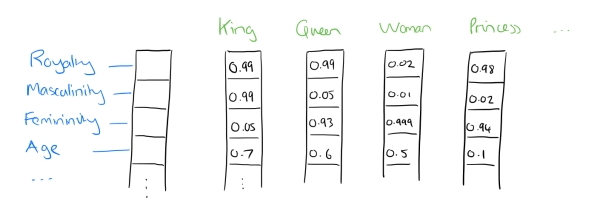 King Queen Woman Princess ...
Royalty 0.99 0.99 0.02 0.98
Masculinity 0.99 0.05 0.01 0.02
Femininity 0.05 0.93 0.999 0.94
Age 0.7 0.6 0.5 0.1
...